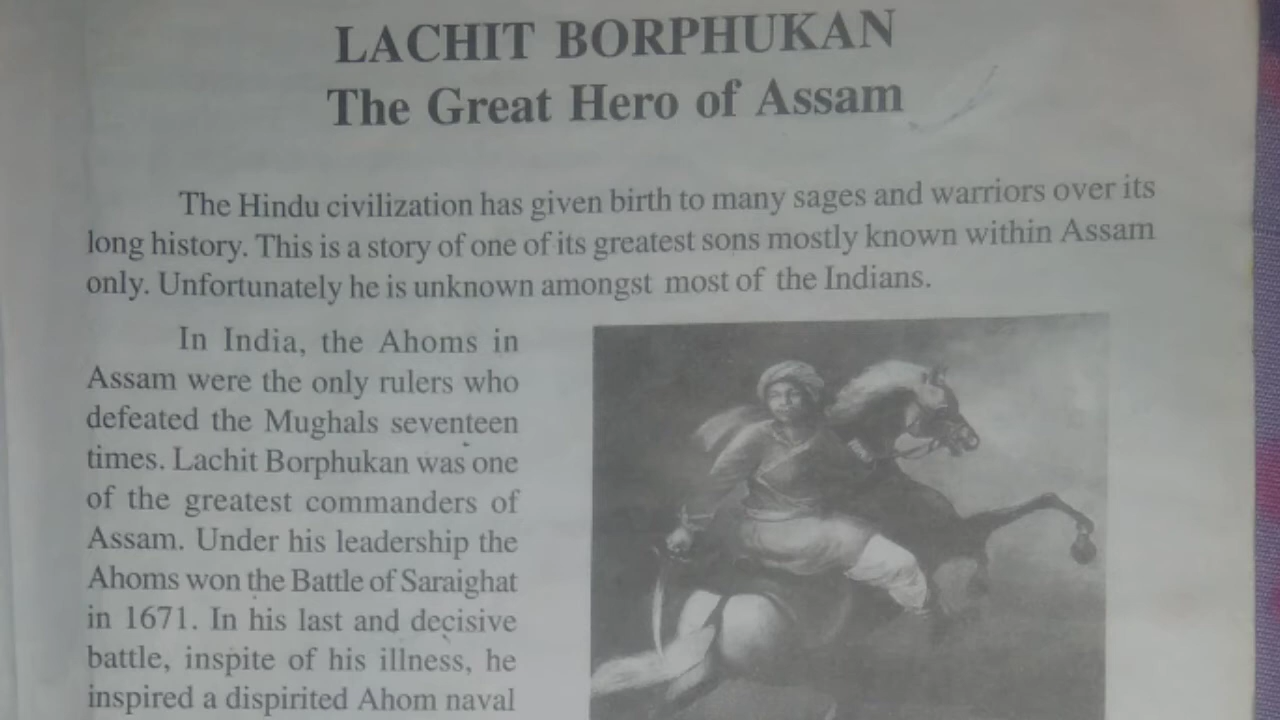 LACHIT BORPHUKAN
The Great Hero of Assam
The Hindu civilization has given birth to many sages and warriors over its
long history. This is a story of one of its greatest sons mostly known within Assam
only. Unfortunately he is unknown amongst most of the Indians.
In India, the Ahoms in
Assam were the only rulers who
defeated the Mughals seventeen
times. Lachit Borphukan was one
of the greatest commanders of
Assam. Under his leadership the
Ahoms won the Battle of Saraighat
in 1671. In his last and decisive
battle, inspite of his illness, he
inspired a dispirited Ahom naval